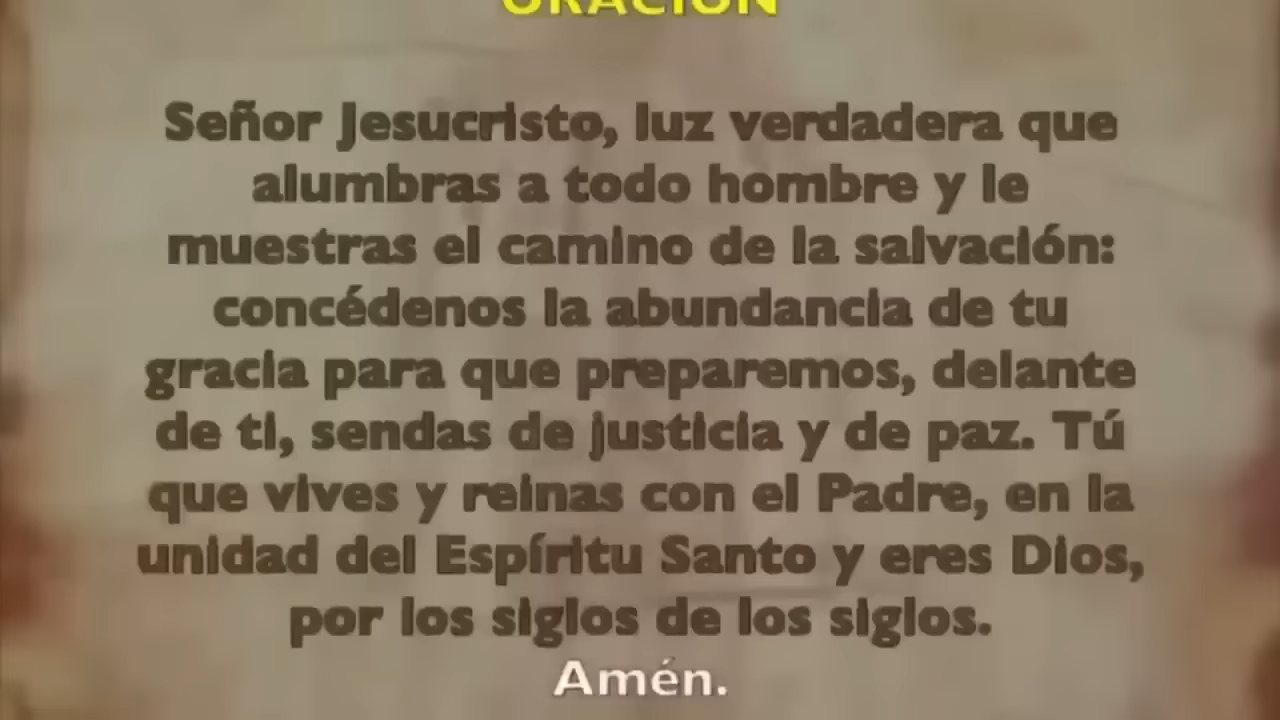 ORACIÓN
Señor Jesucristo, luz verdadera que
alumbras a todo hombre y le
muestras el camino de la salvación:
concédenos la abundancia de tu
gracia para que preparemos, delante
de ti, sendas de justicia y de paz. Tú
que vives y reinas con el Padre, en la
unidad del Espíritu Santo y eres Dios,
por los siglos de los siglos.
Amén.